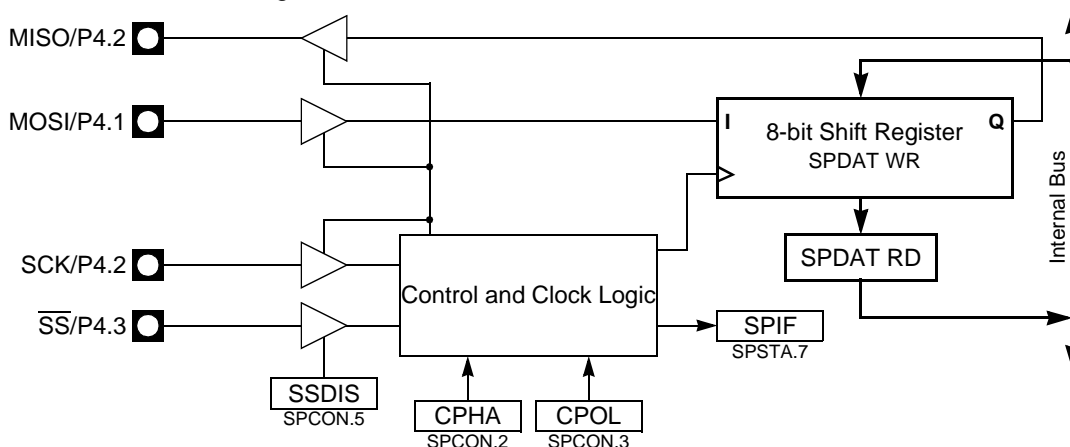 MISO/P4.2
MOSI/P4.1
I
8-bit Shift Register
Q
SPDAT WR
Internal Bus
SCK/P4.2
SPDAT RD
Control and Clock Logic
SS/P4.3
SPIF
SPSTA.7
SSDIS
SPCON.5
CPHA
SPCON.2
CPOL
SPCON.3